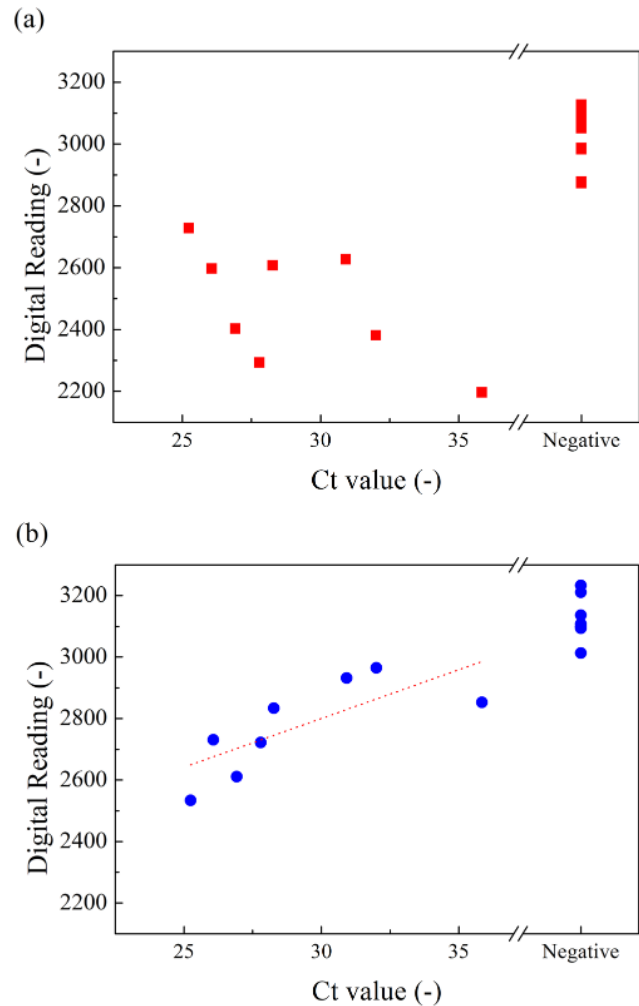 (a)
3200
3000
2800
2600
2400
2200
Digital Reading (-)
25
30
35
Negative
Ct value (-)
(b)
3200
3000
2800
2600
2400
2200
Digital Reading (-)
25
30
35
Negative
Ct value (-)